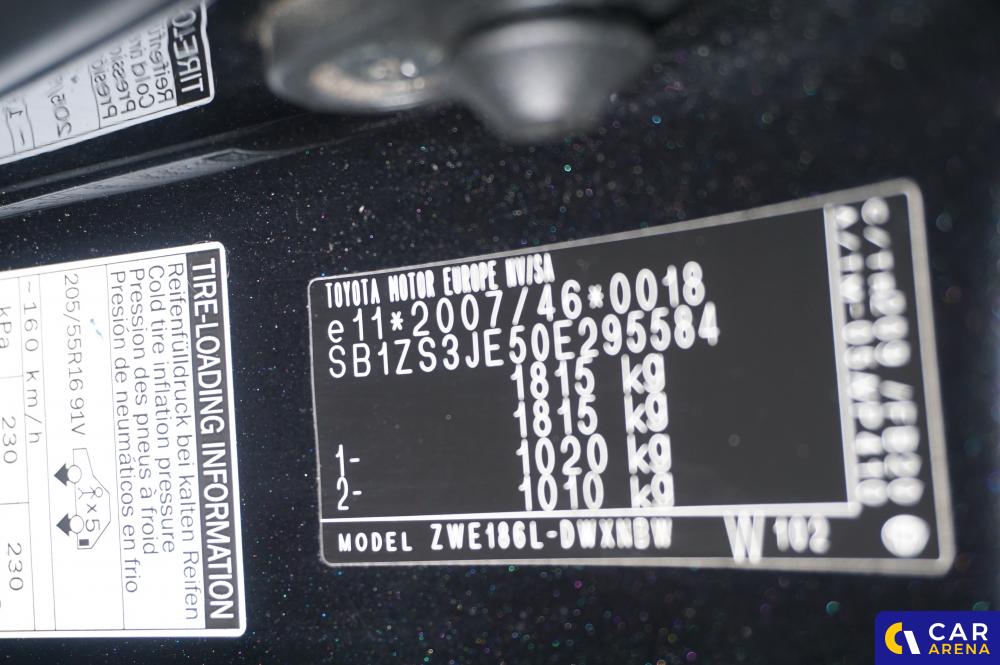 TOYOTA MOTOR EUROPE NV/SA
e11*2007/46*0018
SB1ZS3JE50E295584
1815 kg
1815 kg
1- 1020 kg
2- 1010 kg
MODEL ZWE186L-DWXNBW
W 102
TIRE-LOADING INFORMATION
Reifenfülldruck bei kalten Reifen
Cold tire inflation pressure
Pression des pneus à froid
Presión de neumáticos en frio
205/55R16 91V
x5
~160 km/h
kPa 230 230
CAR
ARENA